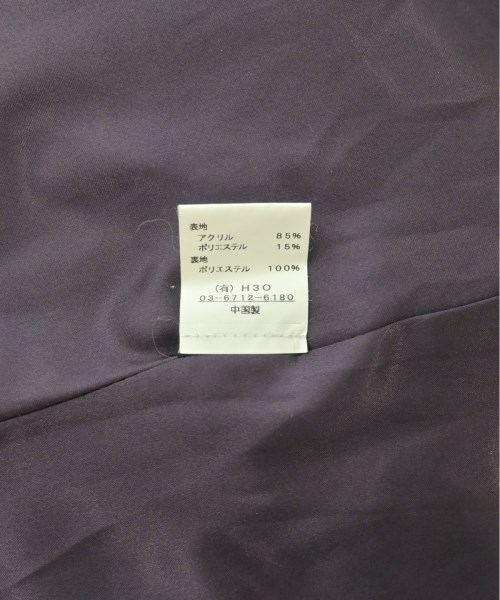 表地
アクリル 85%
ポリエステル 15%
裏地
ポリエステル 100%
(有)H3O
03-6712-6180
中国製